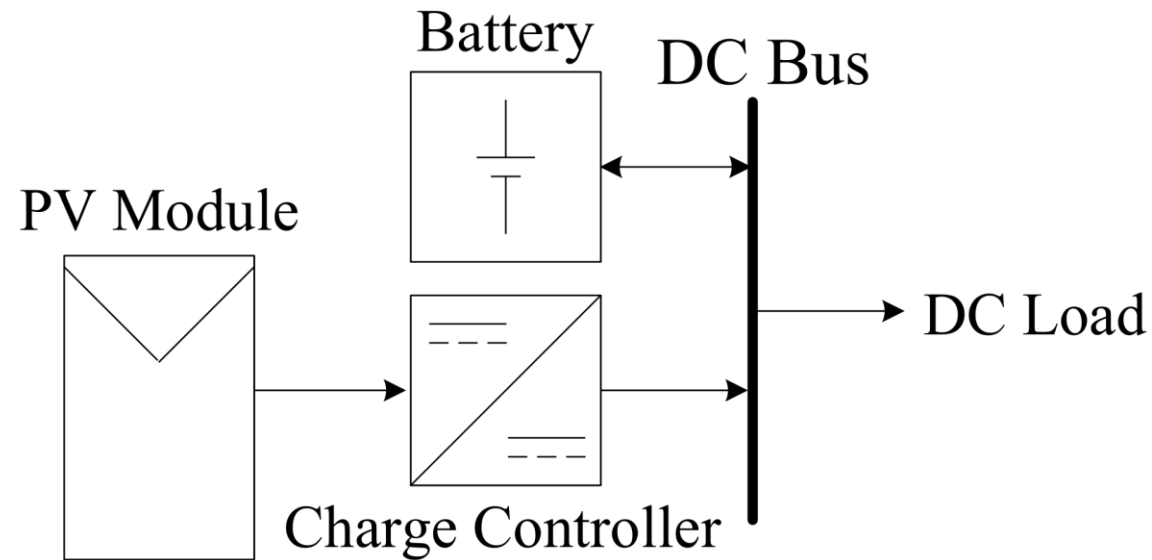 Battery
DC Bus
PV Module
DC Load
Charge Controller